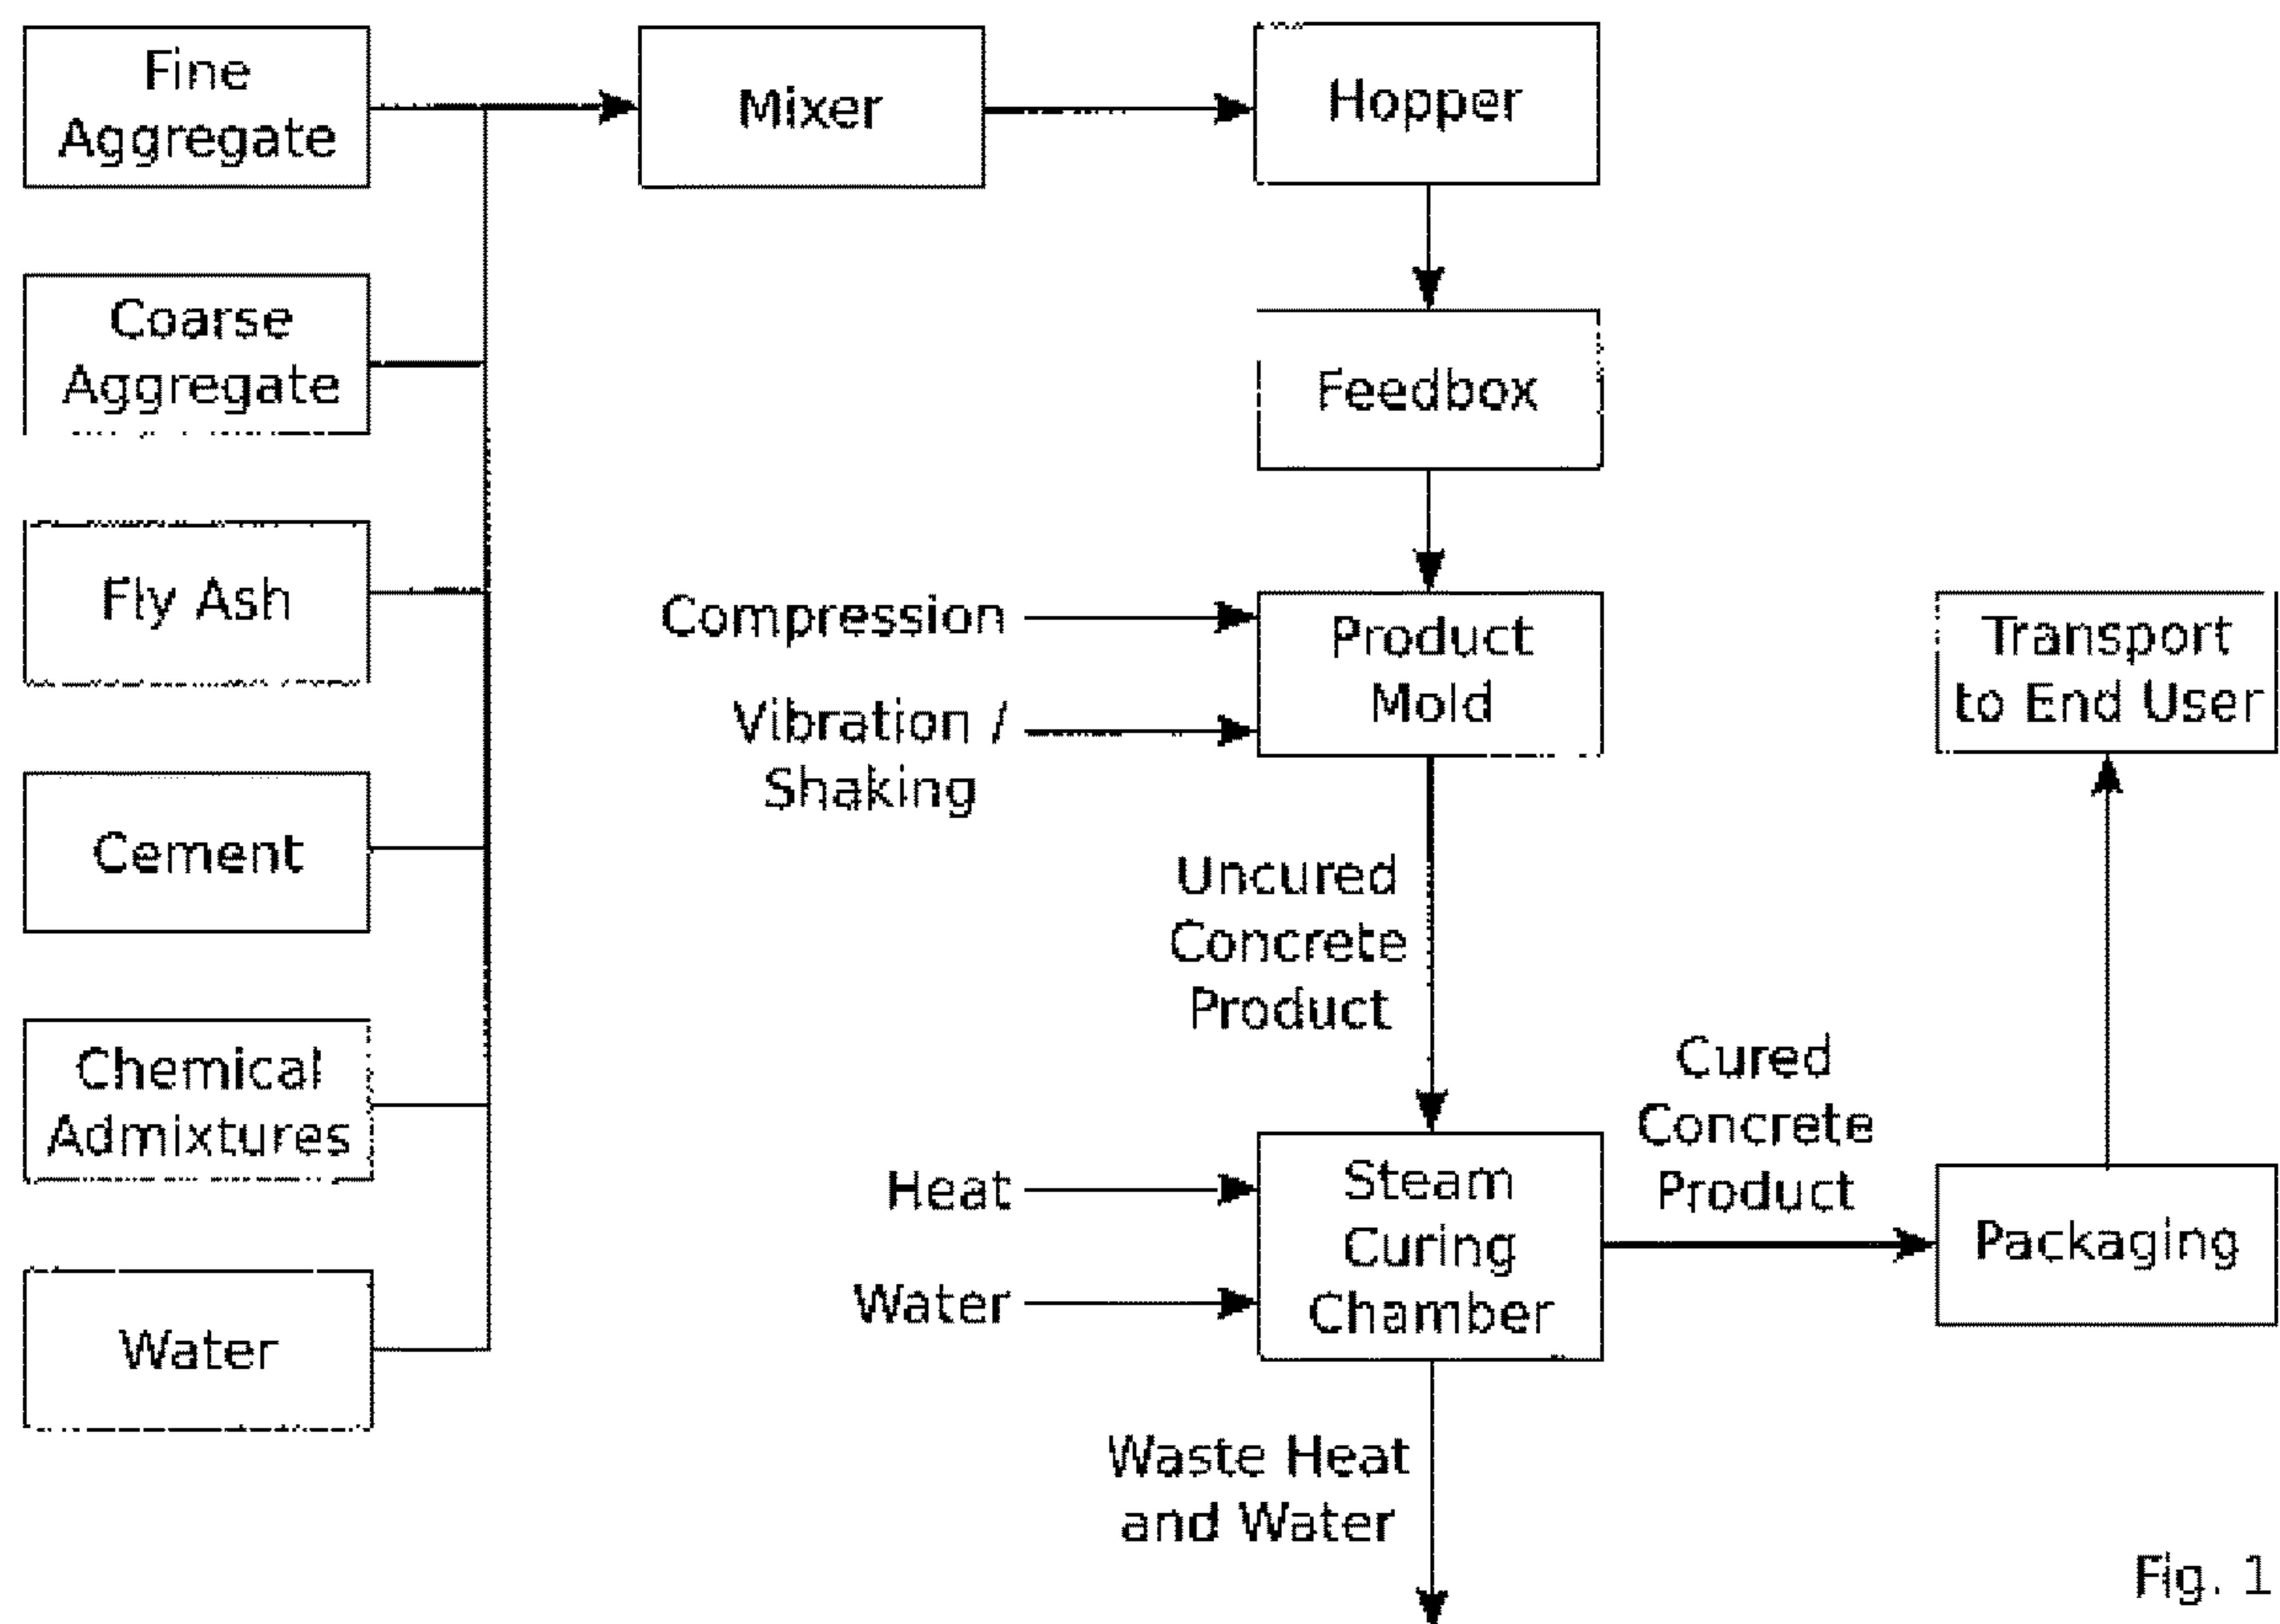 Fine
Aggregate
Mixer
Hopper
Coarse
Aggregate
Feedbox
Fly Ash
Compression
Vibration /
Shaking
Product
Mold
Transport
to End User
Cement
Uncured
Concrete
Product
Chemical
Admixtures
Cured
Concrete
Product
Heat
Water
Steam
Curing
Chamber
Packaging
Water
Waste Heat
and Water
Fig. 1